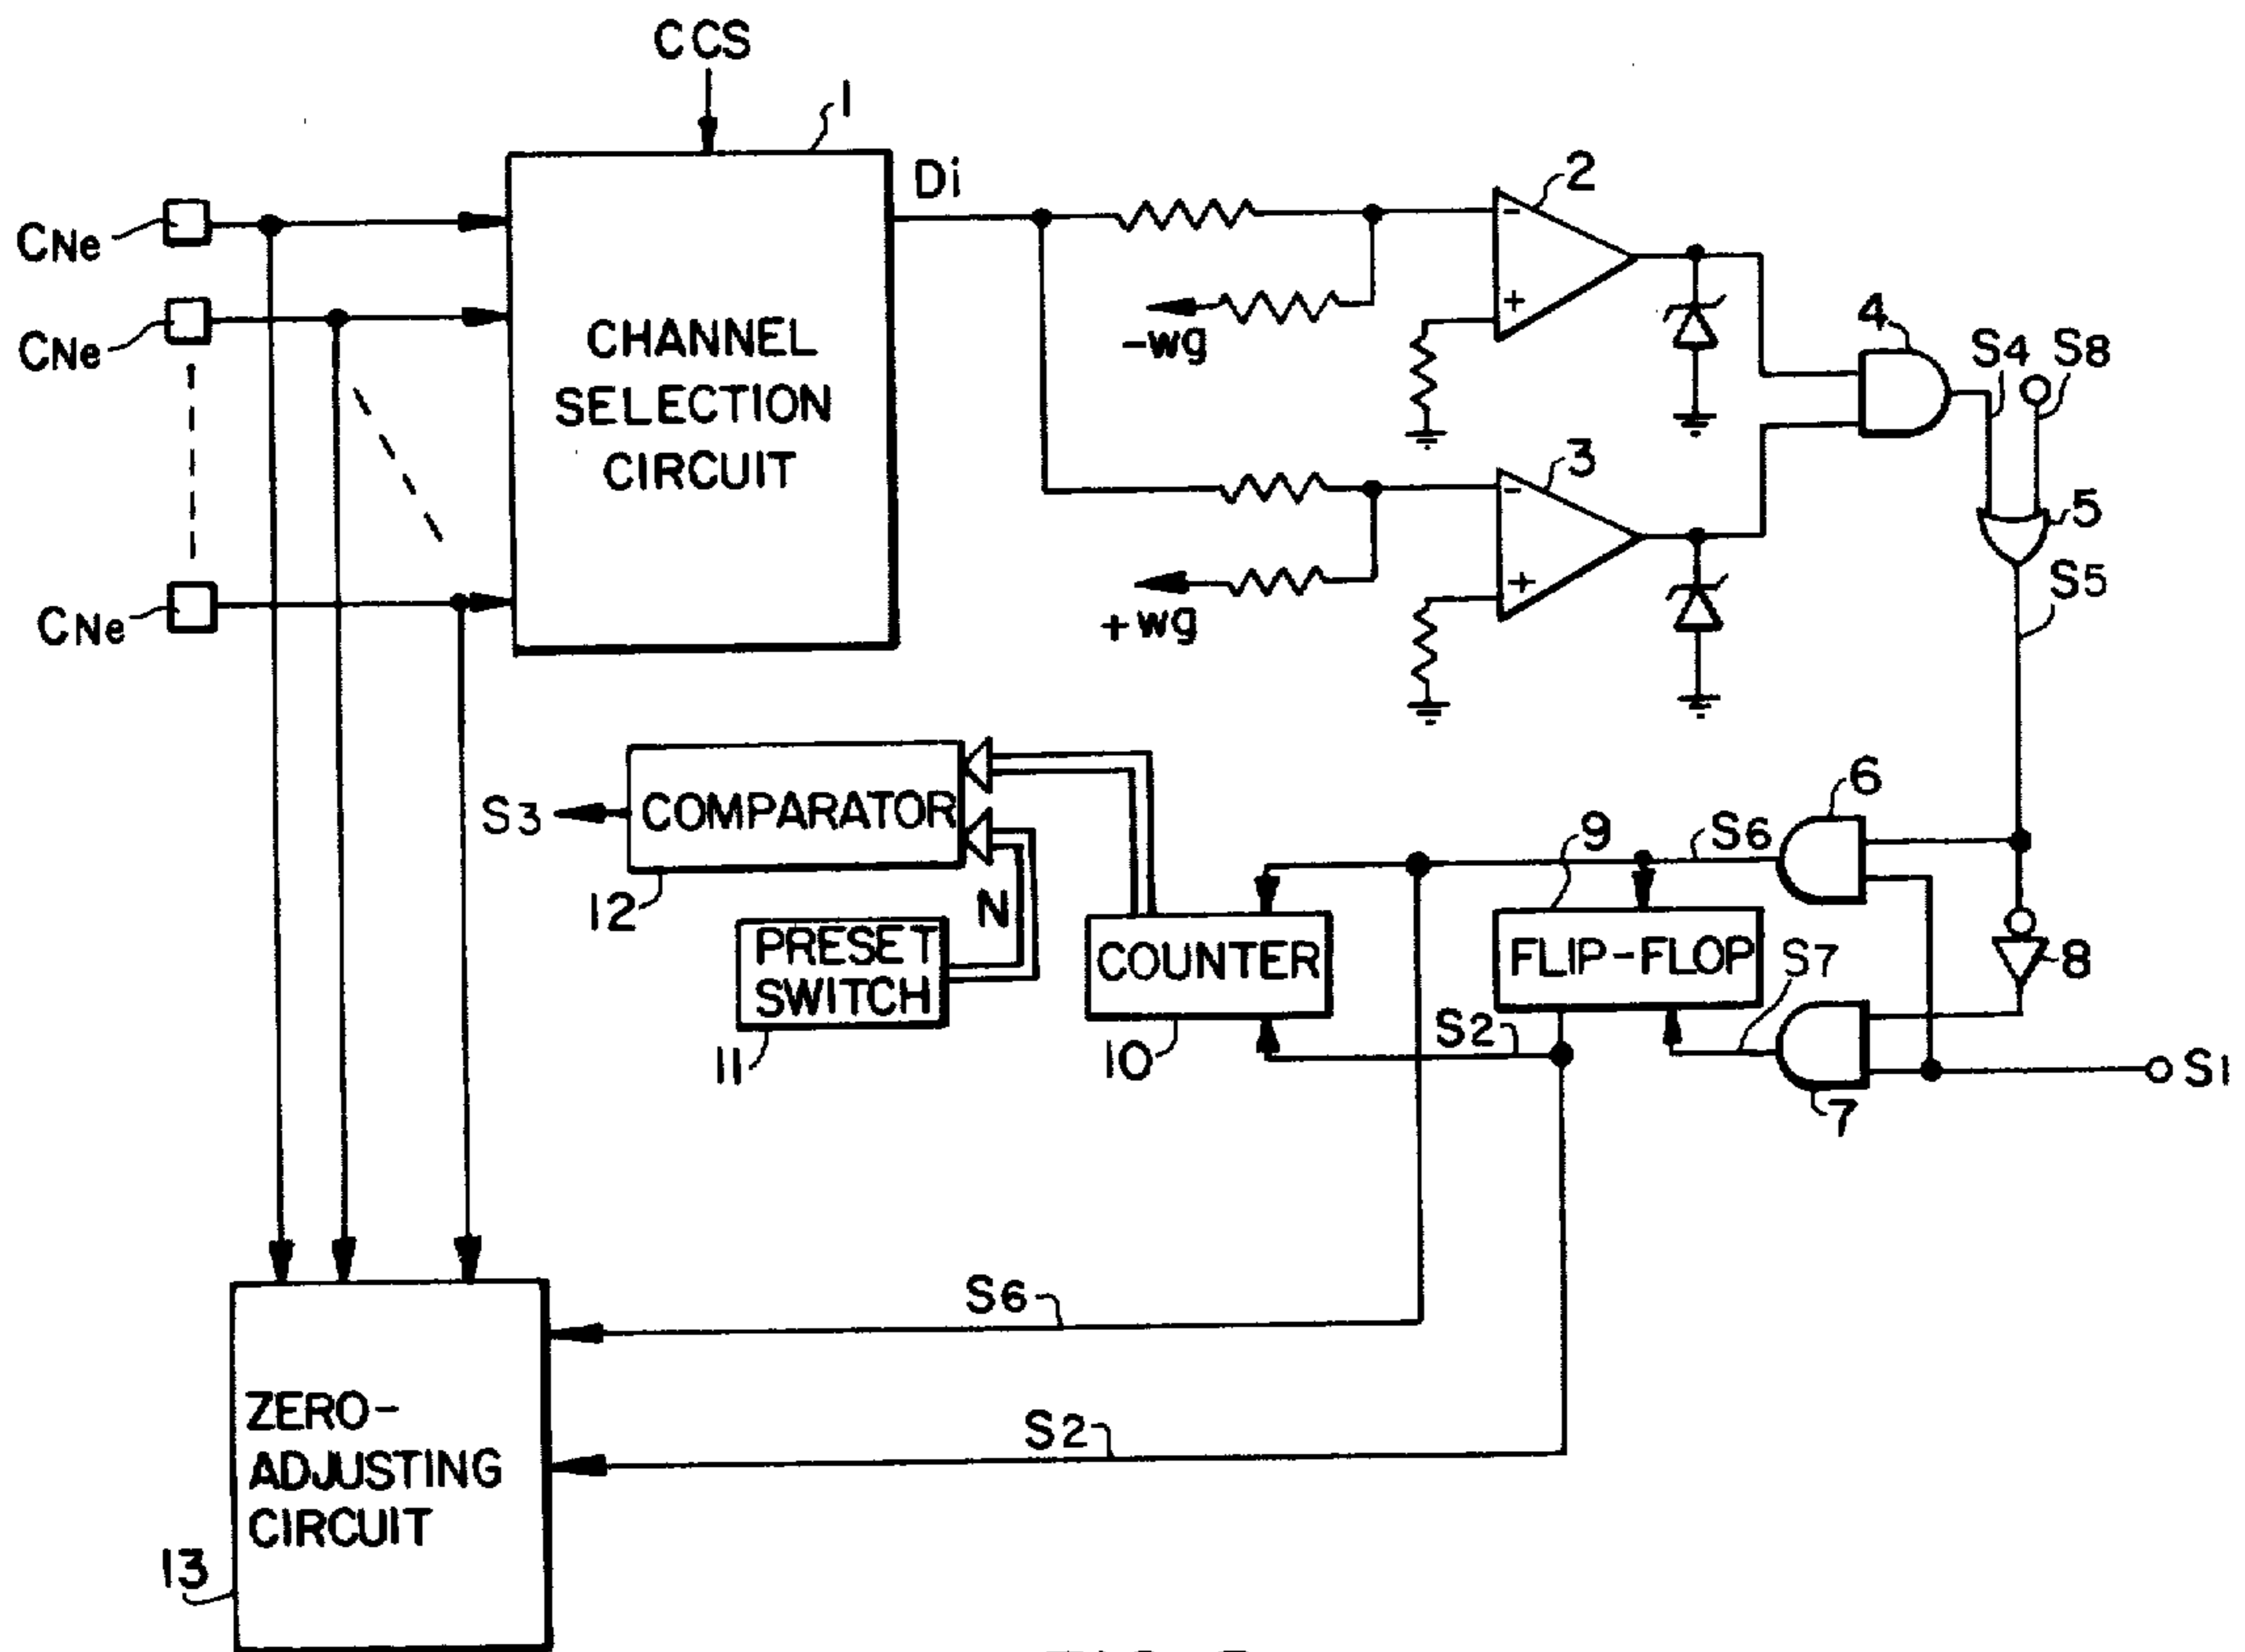 CCS
1
Di
2
CNe
CNe
CNe
CHANNEL
SELECTION
CIRCUIT
-wg
+wg
3
4
S4
S8
5
S5
6
S6
9
S3
COMPARATOR
12
N
PRESET
SWITCH
11
COUNTER
10
FLIP-FLOP
S7
8
S2
7
S1
S6
S2
ZERO-
ADJUSTING
CIRCUIT
13